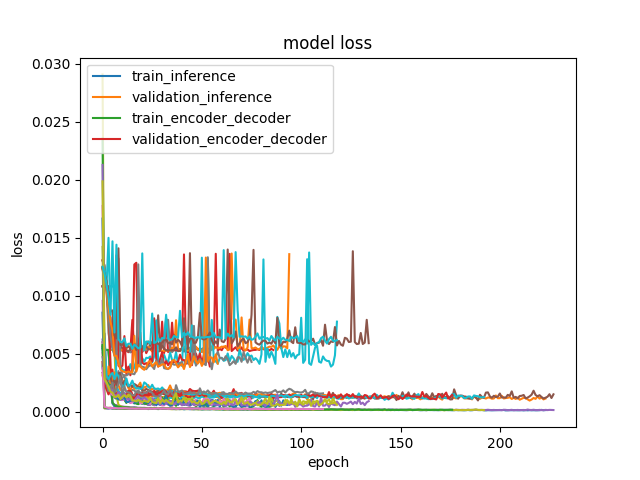 model loss
0.030
0.025
0.020
0.015
0.010
0.005
0.000
loss
train_inference
validation_inference
train_encoder_decoder
validation_encoder_decoder
0 50 100 150 200
epoch